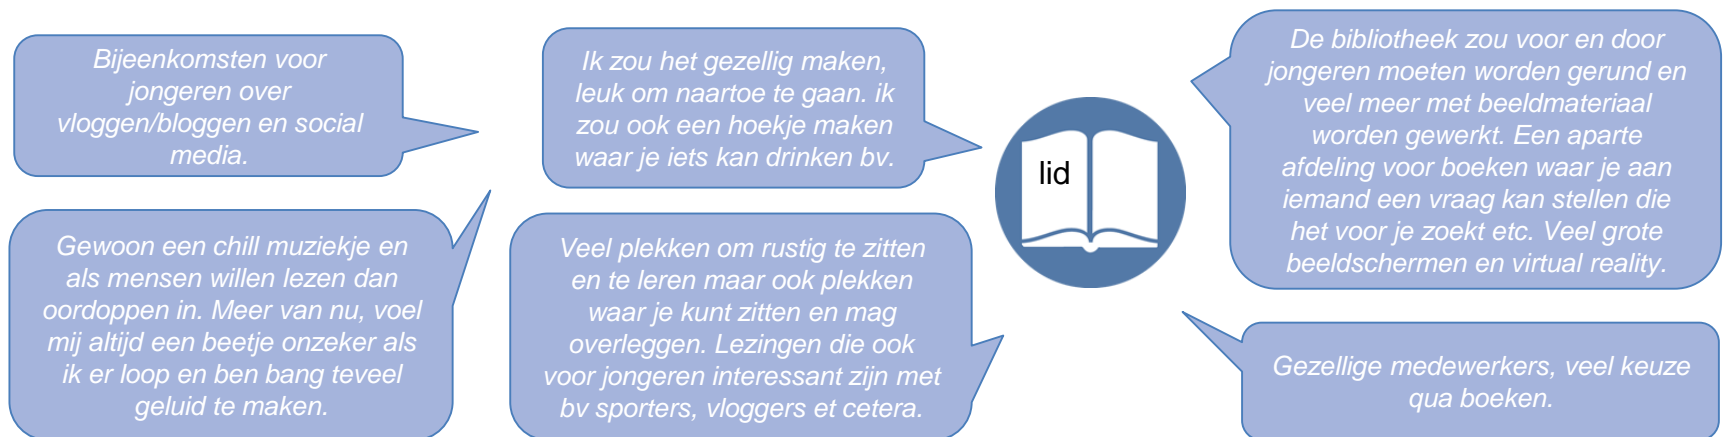 Bijeenkomsten voor
jongeren over
vloggen/bloggen en social
media.
Ik zou het gezellig maken,
leuk om naartoe te gaan. ik
zou ook een hoekje maken
waar je iets kan drinken bv.
lid
De bibliotheek zou voor en door
jongeren moeten worden gerund en
veel meer met beeldmateriaal
worden gewerkt. Een aparte
afdeling voor boeken waar je aan
iemand een vraag kan stellen die
het voor je zoekt etc. Veel grote
beeldschermen en virtual reality.
Gewoon een chill muziekje en
als mensen willen lezen dan
oordoppen in. Meer van nu, voel
mij altijd een beetje onzeker als
ik er loop en ben bang teveel
geluid te maken.
Veel plekken om rustig te zitten
en te leren maar ook plekken
waar je kunt zitten en mag
overleggen. Lezingen die ook
voor jongeren interessant zijn met
bv sporters, vloggers et cetera.
Gezellige medewerkers, veel keuze
qua boeken.